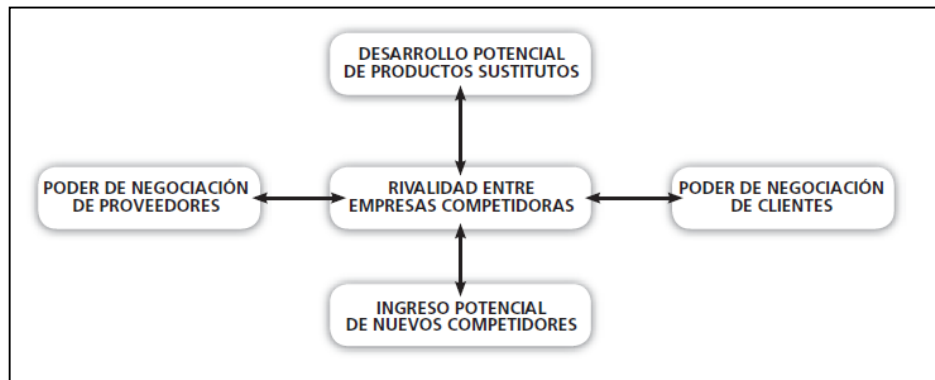 DESARROLLO POTENCIAL
DE PRODUCTOS SUSTITUTOS
PODER DE NEGOCIACIÓN
DE PROVEEDORES
RIVALIDAD ENTRE
EMPRESAS COMPETIDORAS
PODER DE NEGOCIACIÓN
DE CLIENTES
INGRESO POTENCIAL
DE NUEVOS COMPETIDORES